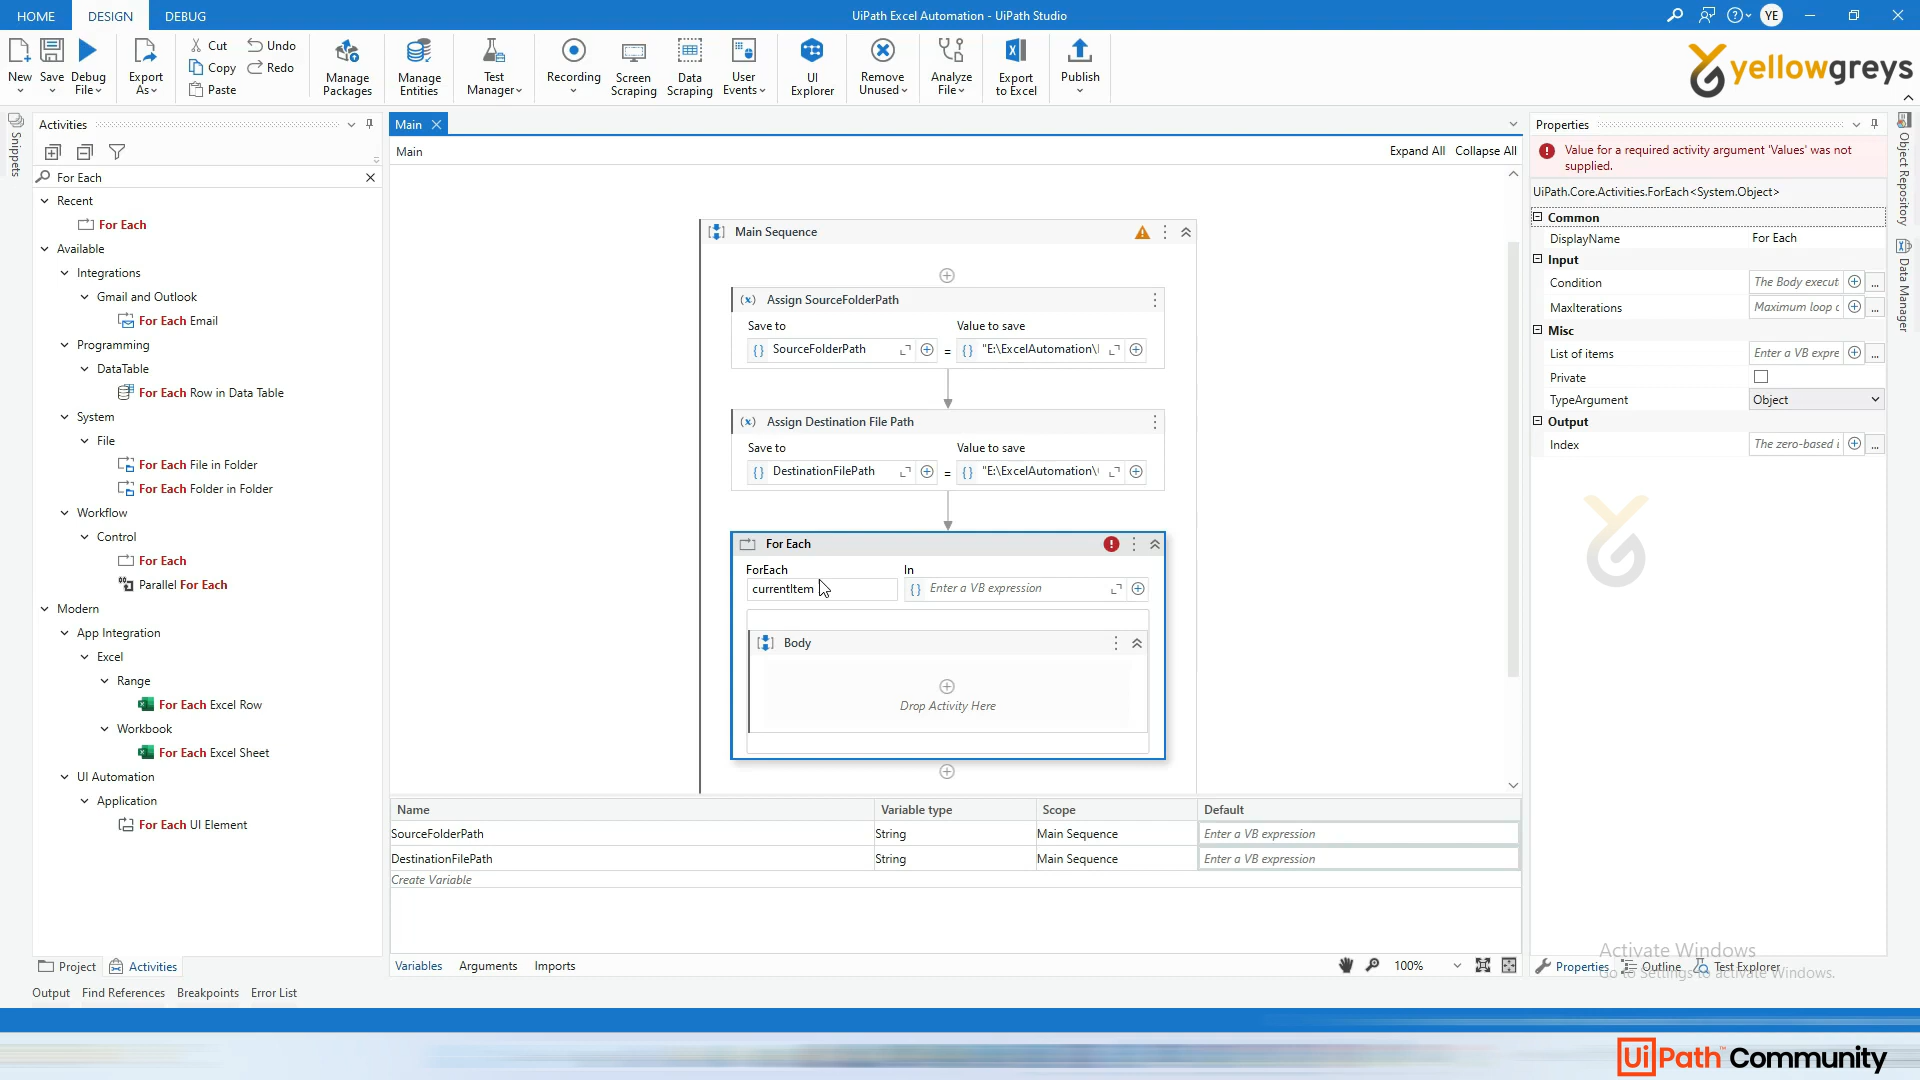 HOME DESIGN DEBUG UiPath Excel Automation - UiPath Studio YE
New Save Debug File Export As Cut Copy Paste Undo Redo Manage Packages Manage Entities Test Manager Recording Screen Scraping Data Scraping User Events UI Explorer Remove Unused Analyze File Export to Excel Publish
yellowgreys
Snippets
Activities
For Each
Recent
For Each
Available
Integrations
Gmail and Outlook
For Each Email
Programming
DataTable
For Each Row in Data Table
System
File
For Each File in Folder
For Each Folder in Folder
Workflow
Control
For Each
Parallel For Each
Modern
App Integration
Excel
Range
For Each Excel Row
Workbook
For Each Excel Sheet
UI Automation
Application
For Each UI Element
Project Activities
Main
Main Expand All Collapse All
Main Sequence
Assign SourceFolderPath
Save to Value to save
SourceFolderPath = "E:\ExcelAutomation\
Assign Destination File Path
Save to Value to save
DestinationFilePath = "E:\ExcelAutomation\
For Each
ForEach In
currentItem Enter a VB expression
Body
Drop Activity Here
Name Variable type Scope Default
SourceFolderPath String Main Sequence Enter a VB expression
DestinationFilePath String Main Sequence Enter a VB expression
Create Variable
Variables Arguments Imports 100%
Properties
Value for a required activity argument 'Values' was not
supplied.
UiPath.Core.Activities.ForEach<System.Object>
Common
DisplayName For Each
Input
Condition The Body execut ...
MaxIterations Maximum loop ...
Misc
List of items Enter a VB expre ...
Private
TypeArgument Object
Output
Index The zero-based ...
Object Repository
Data Manager
Activate Windows
Go to Settings to activate Windows.
Properties Outline Test Explorer
Output Find References Breakpoints Error List
UiPath™ Community